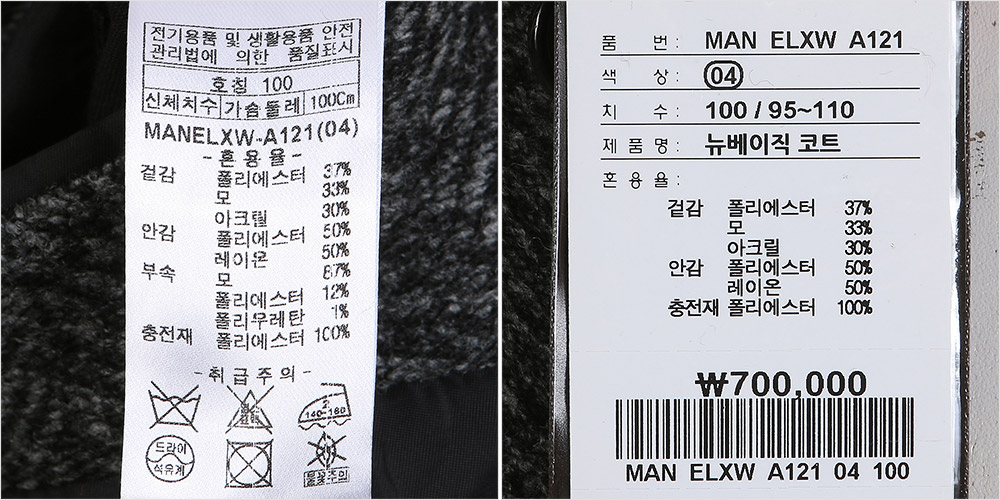 전기용품 및 생활용품 안전
관리법에 의한 품질표시
호칭 100
신체치수 가슴둘레 100Cm
MANELXW-A121(04)
- 혼 용 율 -
겉감 폴리에스터 37%
모 33%
아크릴 30%
안감 폴리에스터 50%
레이온 50%
부속 모 87%
폴리에스터 12%
폴리우레탄 1%
충전재 폴리에스터 100%
- 취 급 주 의 -
140~160
드라이
석유계
품 번 : MAN ELXW A121
색 상 : 04
치 수 : 100 / 95~110
제 품 명 : 뉴베이직 코트
혼 용 율 :
겉감 폴리에스터 37%
모 33%
아크릴 30%
안감 폴리에스터 50%
레이온 50%
충전재 폴리에스터 100%
₩700,000
MAN ELXW A121 04 100